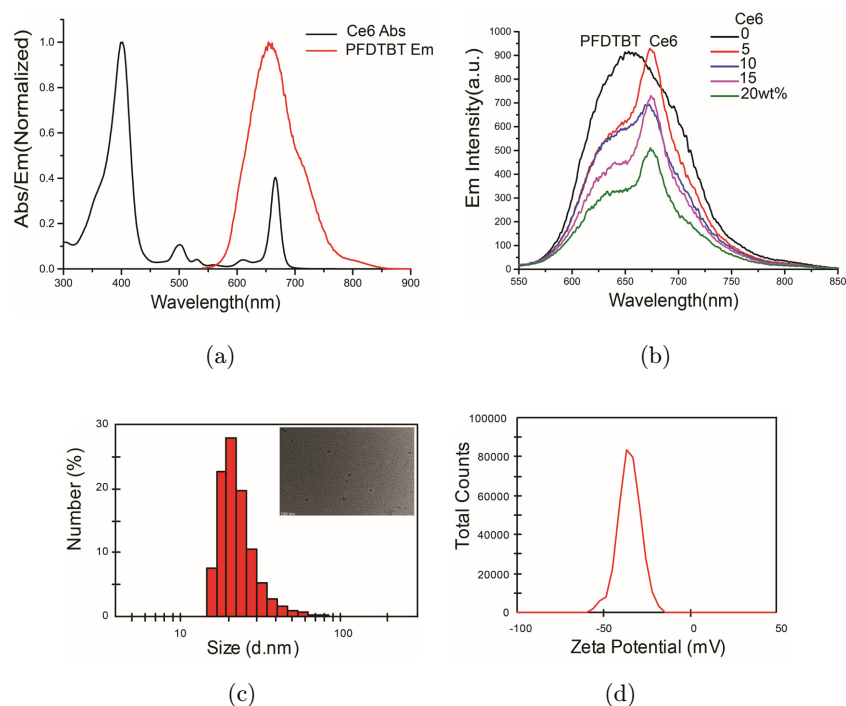 Abs/Em(Normalized)
1.0
0.8
0.6
0.4
0.2
0.0
300 400 500 600 700 800 900
Wavelength(nm)
Ce6 Abs
PFDTBT Em
(a)
Em Intensity(a.u.)
1000
900
800
700
600
500
400
300
200
100
0
550 600 650 700 750 800 850
Wavelength(nm)
PFDTBT Ce6
Ce6
0
5
10
15
20wt%
(b)
Number (%)
30
20
10
0
10 100
Size (d.nm)
(c)
Total Counts
100000
80000
60000
40000
20000
0
-100 -50 0 50
Zeta Potential (mV)
(d)